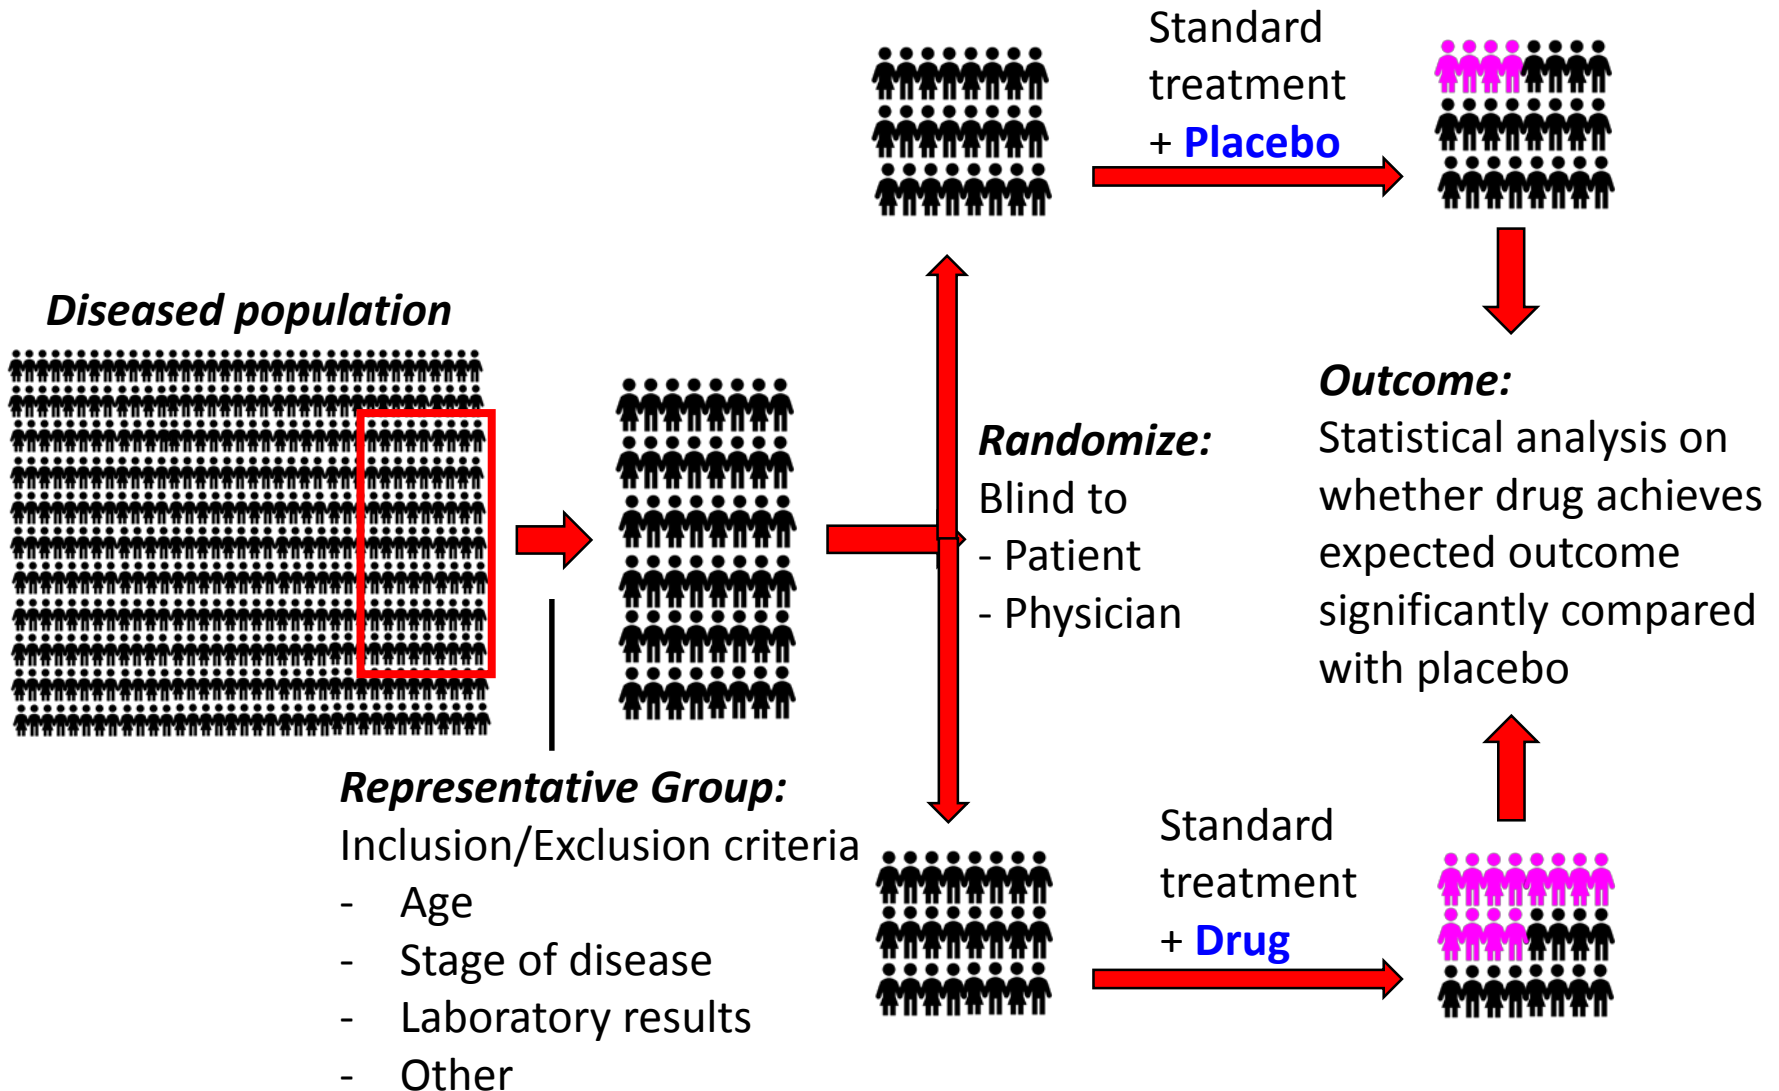 Diseased population
Representative Group:
Inclusion/Exclusion criteria
- Age
- Stage of disease
- Laboratory results
- Other
Randomize:
Blind to
- Patient
- Physician
Standard
treatment
+ Placebo
Standard
treatment
+ Drug
Outcome:
Statistical analysis on
whether drug achieves
expected outcome
significantly compared
with placebo